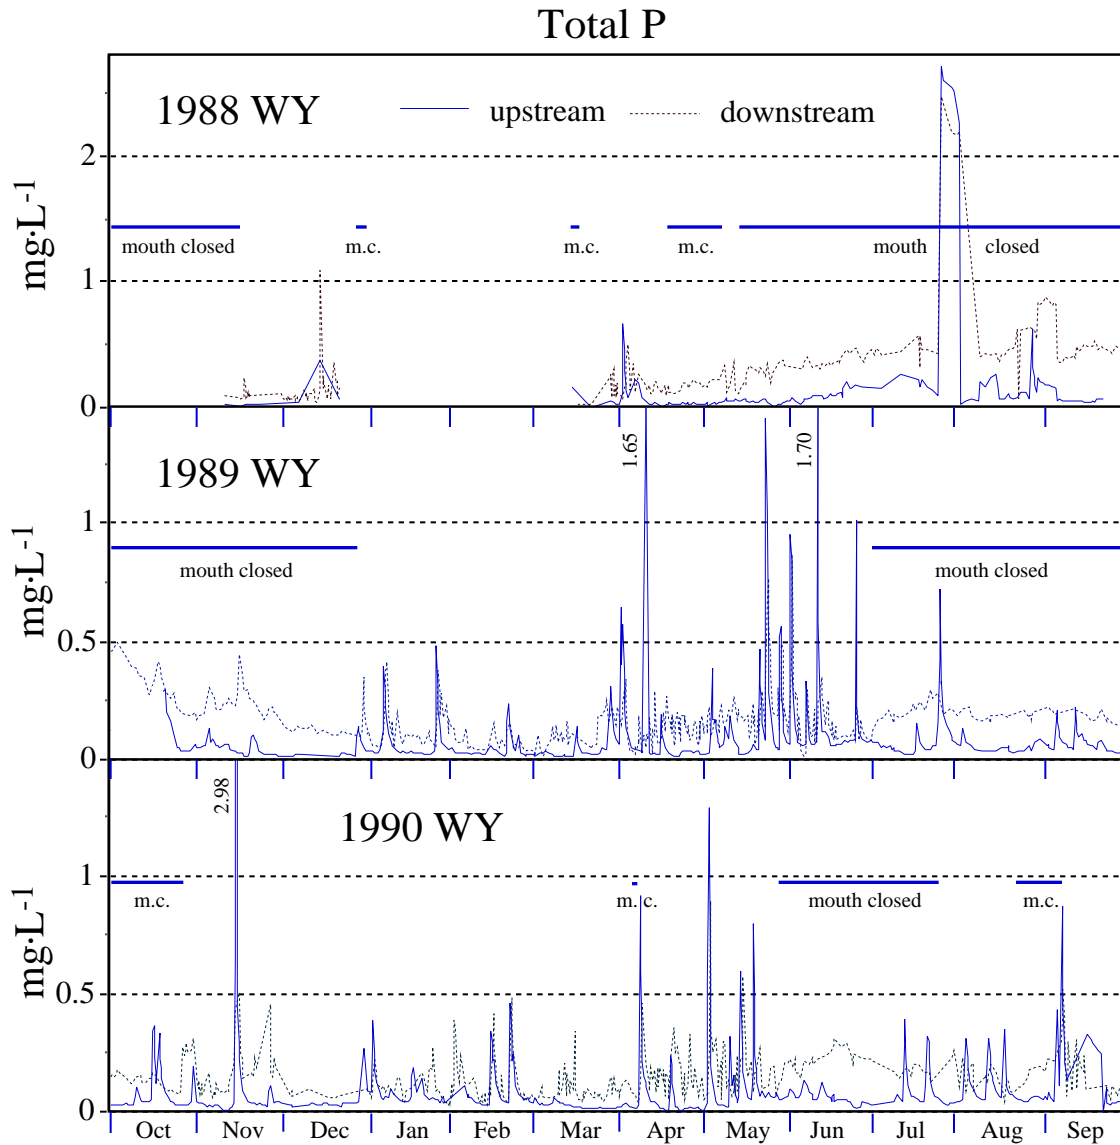 Total P
1988 WY
upstream
downstream
mg·L-1
2
1
0
mouth closed
m.c.
m.c.
m.c.
mouth closed
1989 WY
mg·L-1
1
0.5
0
mouth closed
1.65
1.70
mouth closed
1990 WY
mg·L-1
1
0.5
0
m.c.
2.98
m. c.
mouth closed
m.c.
Oct Nov Dec Jan Feb Mar Apr May Jun Jul Aug Sep